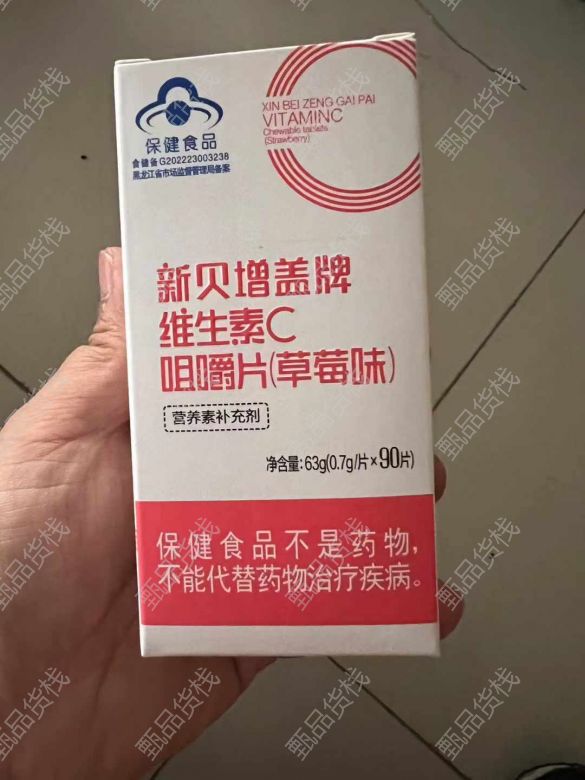 保健食品
食健备G202223003238
黑龙江省市场监督管理局备案
XIN BEI ZENG GAI PAI
VITAMINC
Chewable tablets
(Strawberry)
新贝增盖牌
维生素C
咀嚼片(草莓味)
营养素补充剂
净含量:63g(0.7g/片×90片)
保健食品不是药物,
不能代替药物治疗疾病。
甄品货栈